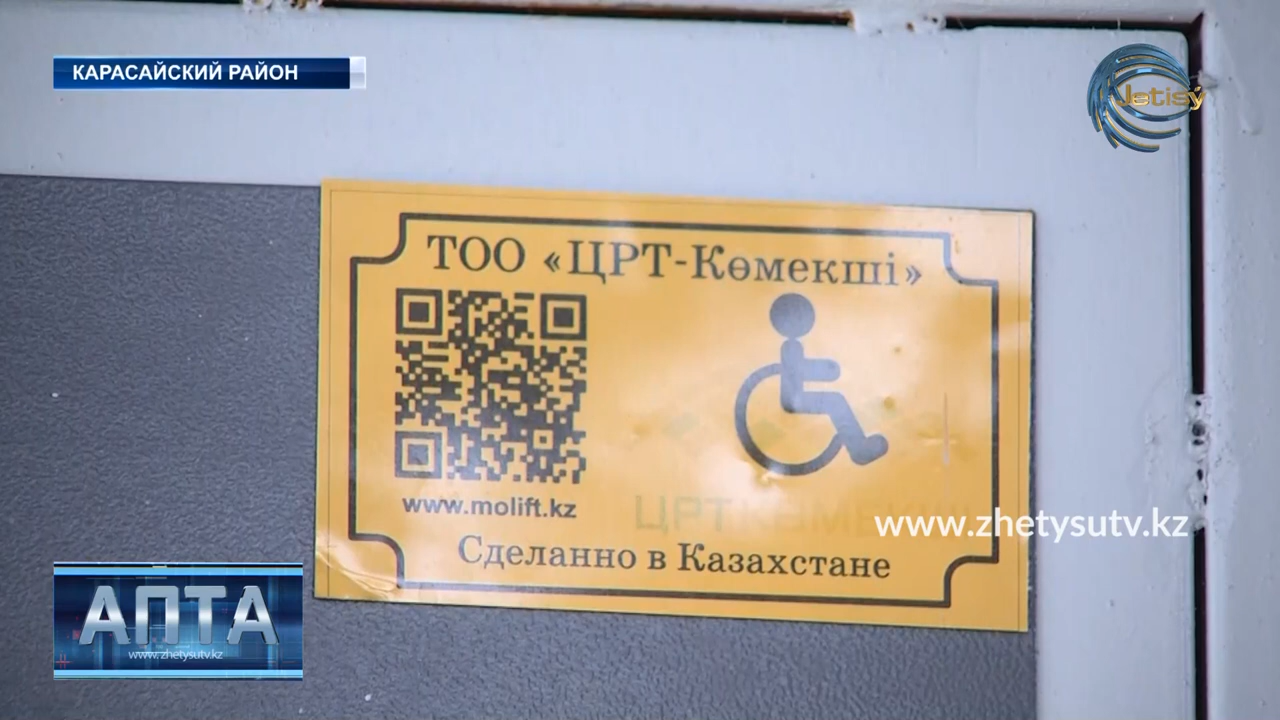 КАРАСАЙСКИЙ РАЙОН
Jetisý
ТОО «ЦРТ-Көмекші»
www.molift.kz
www.zhetysutv.kz
Сделанно в Казахстане
АПТА
www.zhetysutv.kz